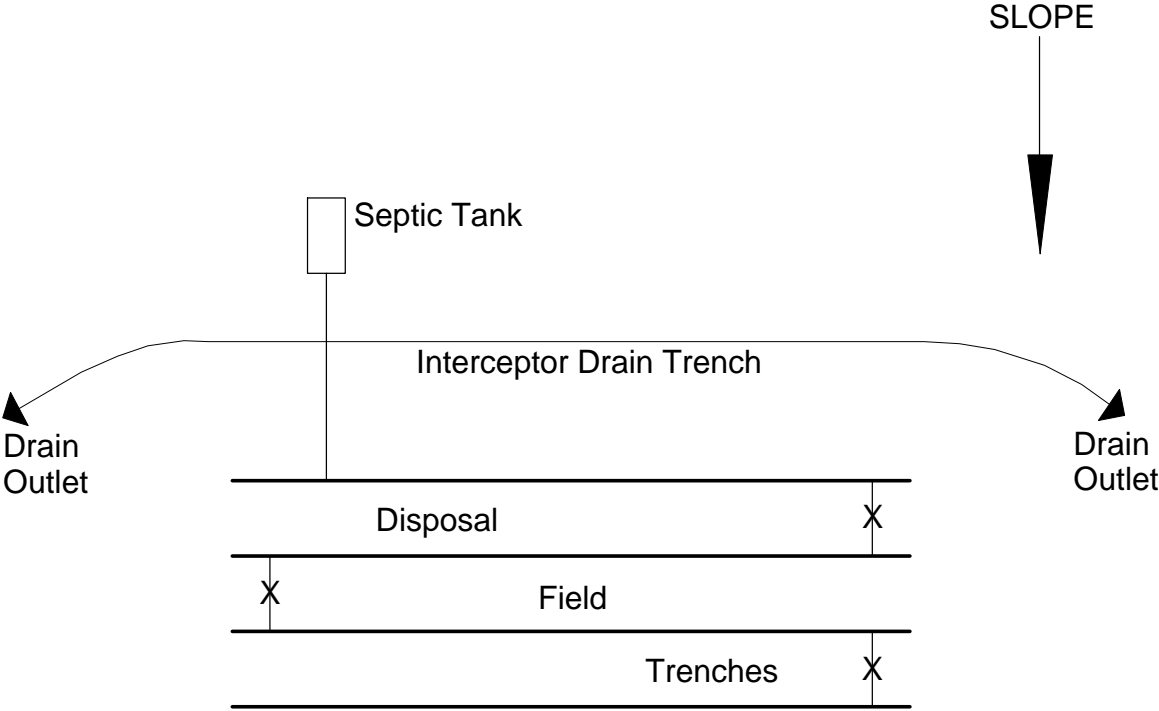 SLOPE
Septic Tank
Interceptor Drain Trench
Drain
Outlet
Drain
Outlet
Disposal
X
X
Field
Trenches
X